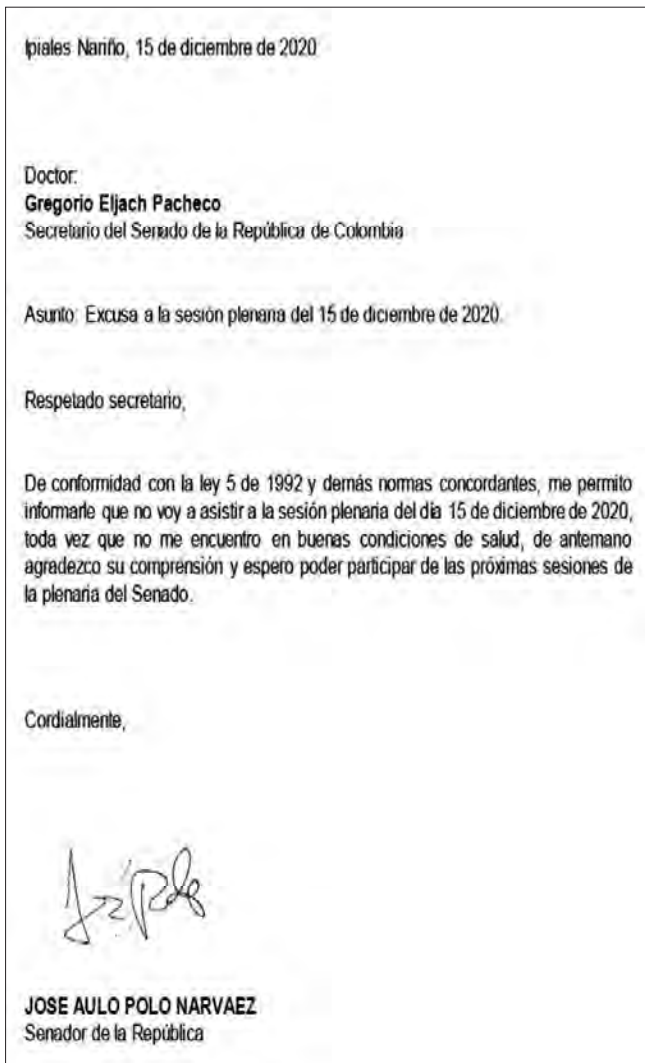 Ipiales Nariño, 15 de diciembre de 2020
Doctor:
Gregorio Eljach Pacheco
Secretario del Senado de la República de Colombia
Asunto: Excusa a la sesión plenaria del 15 de diciembre de 2020.
Respetado secretario;
De conformidad con la ley 5 de 1992 y demás normas concordantes, me permito
informarle que no voy a asistir a la sesión plenaria del día 15 de diciembre de 2020,
toda vez que no me encuentro en buenas condiciones de salud, de antemano
agradezco su comprensión y espero poder participar de las próximas sesiones de
la plenaria del Senado.
Cordialmente,
José Polo
JOSE AULO POLO NARVAEZ
Senador de la República